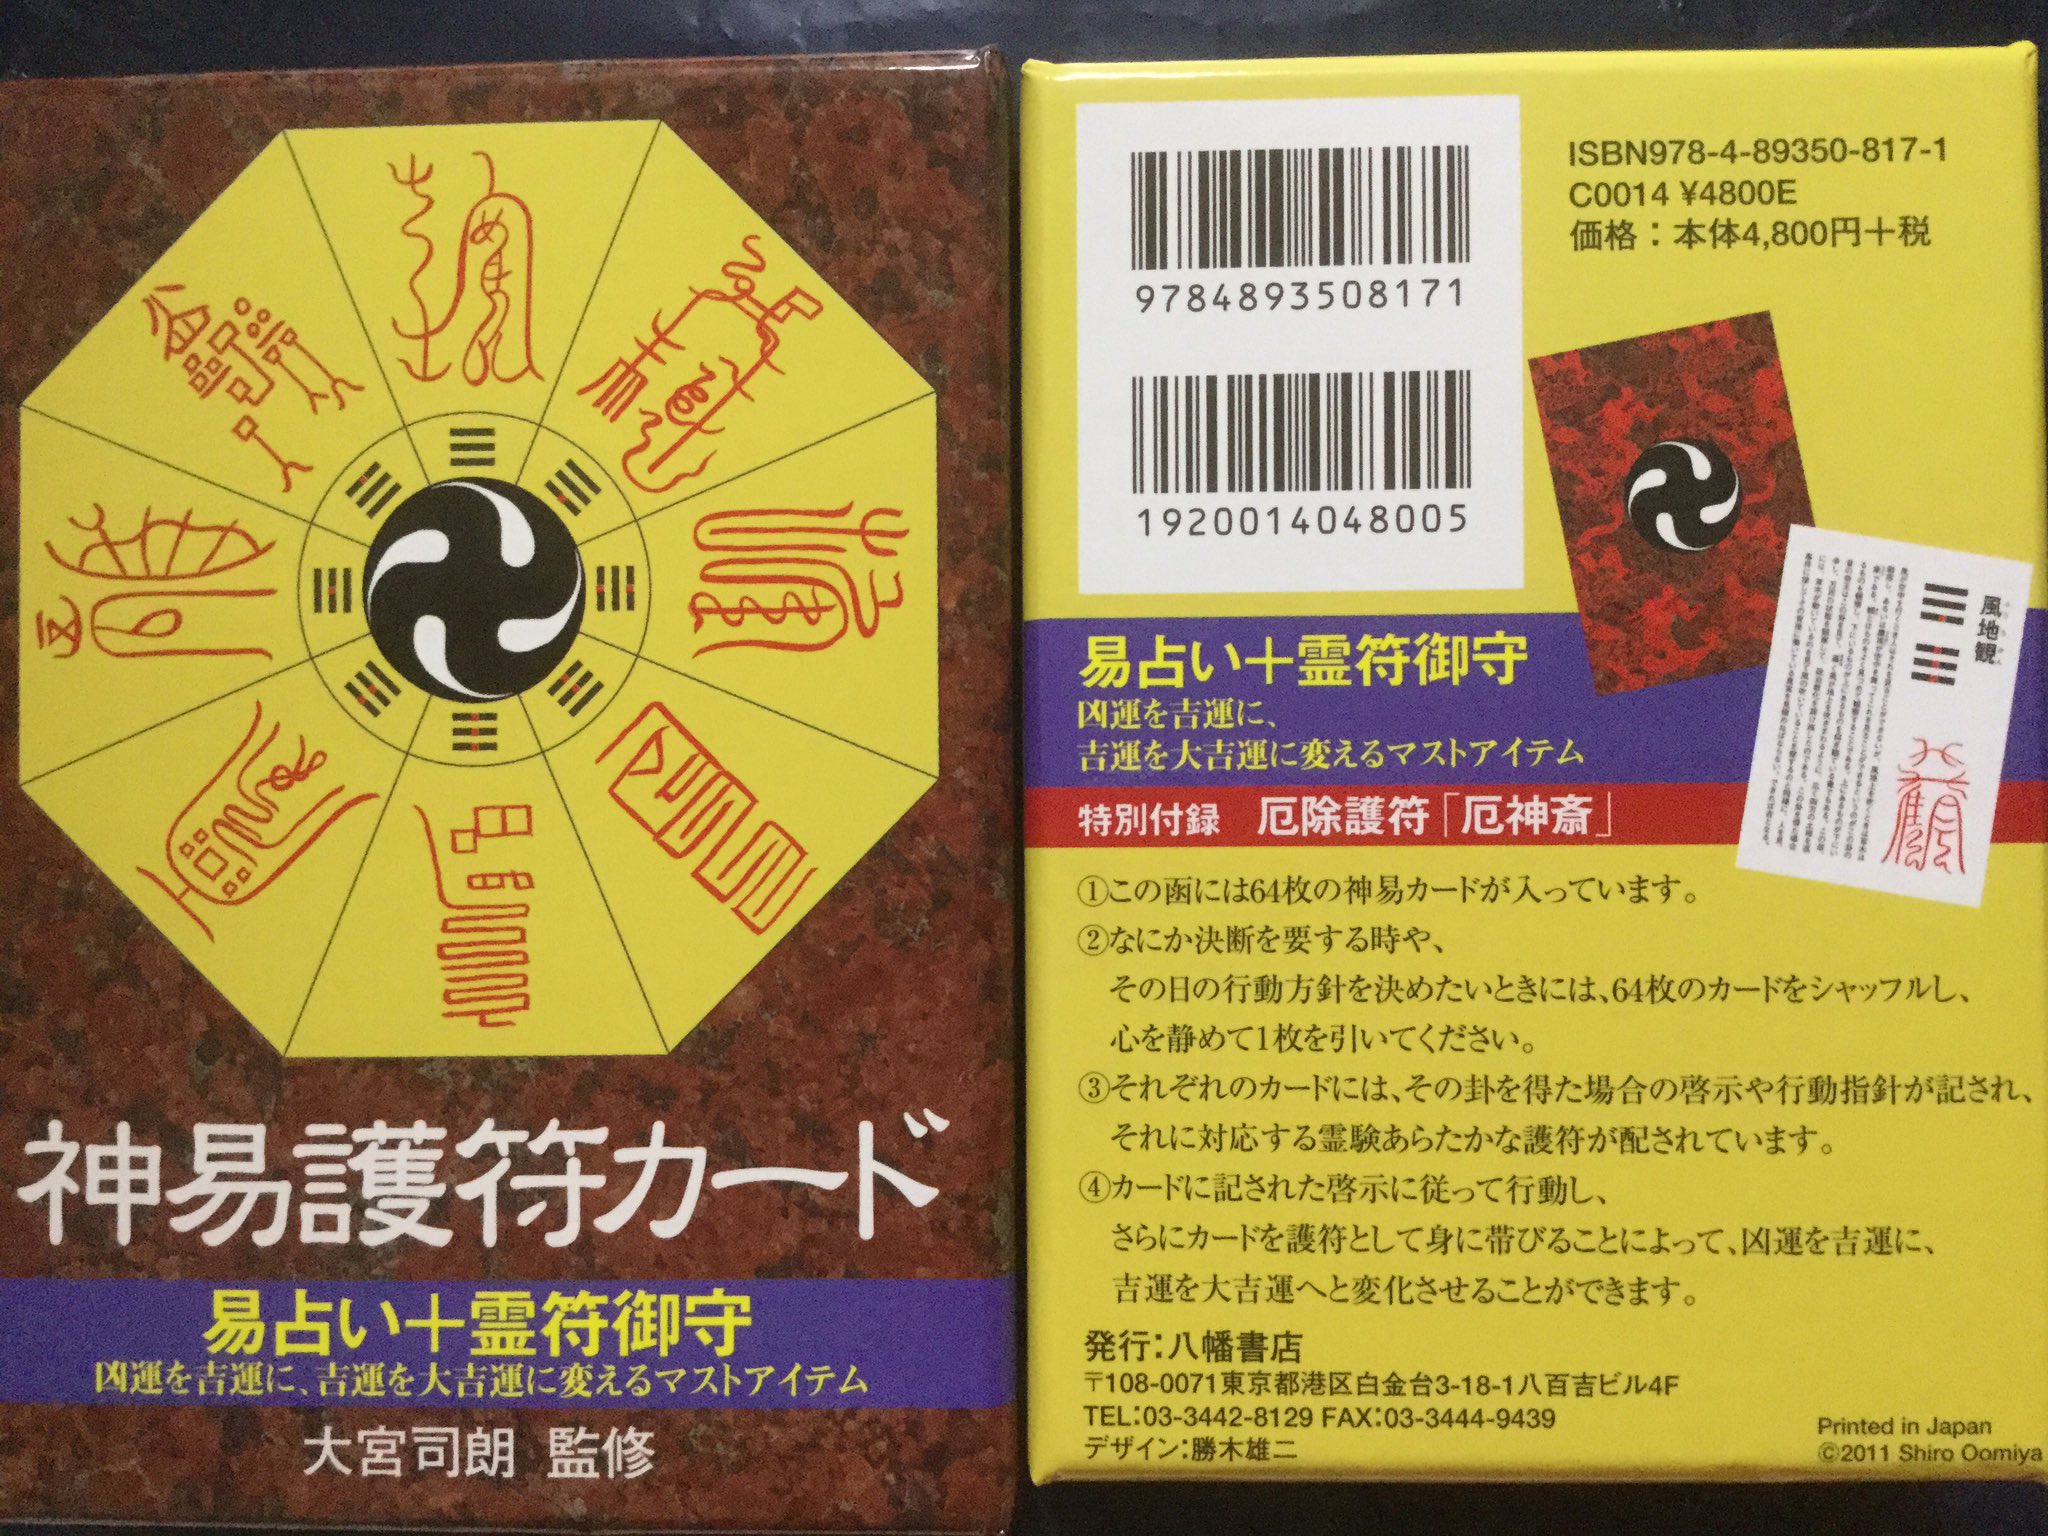 神易護符カード
易占い＋霊符御守
凶運を吉運に、吉運を大吉運に変えるマストアイテム
大宮司朗 監修
ISBN978-4-89350-817-1
C0014 ¥4800E
価格：本体4,800円＋税
9784893508171
1920014048005
風地観
易占い＋霊符御守
凶運を吉運に、
吉運を大吉運に変えるマストアイテム
特別付録 厄除護符「厄神斎」
①この函には64枚の神易カードが入っています。
②なにか決断を要する時や、
その日の行動方針を決めたいときには、64枚のカードをシャッフルし、
心を静めて1枚を引いてください。
③それぞれのカードには、その卦を得た場合の啓示や行動指針が記され、
それに対応する霊験あらたかな護符が配されています。
④カードに記された啓示に従って行動し、
さらにカードを護符として身に帯びることによって、凶運を吉運に、
吉運を大吉運へと変化させることができます。
発行：八幡書店
〒108-0071東京都港区白金台3-18-1八百吉ビル4F
TEL：03-3442-8129 FAX：03-3444-9439
デザイン：勝木雄二
Printed in Japan
©2011 Shiro Oomiya